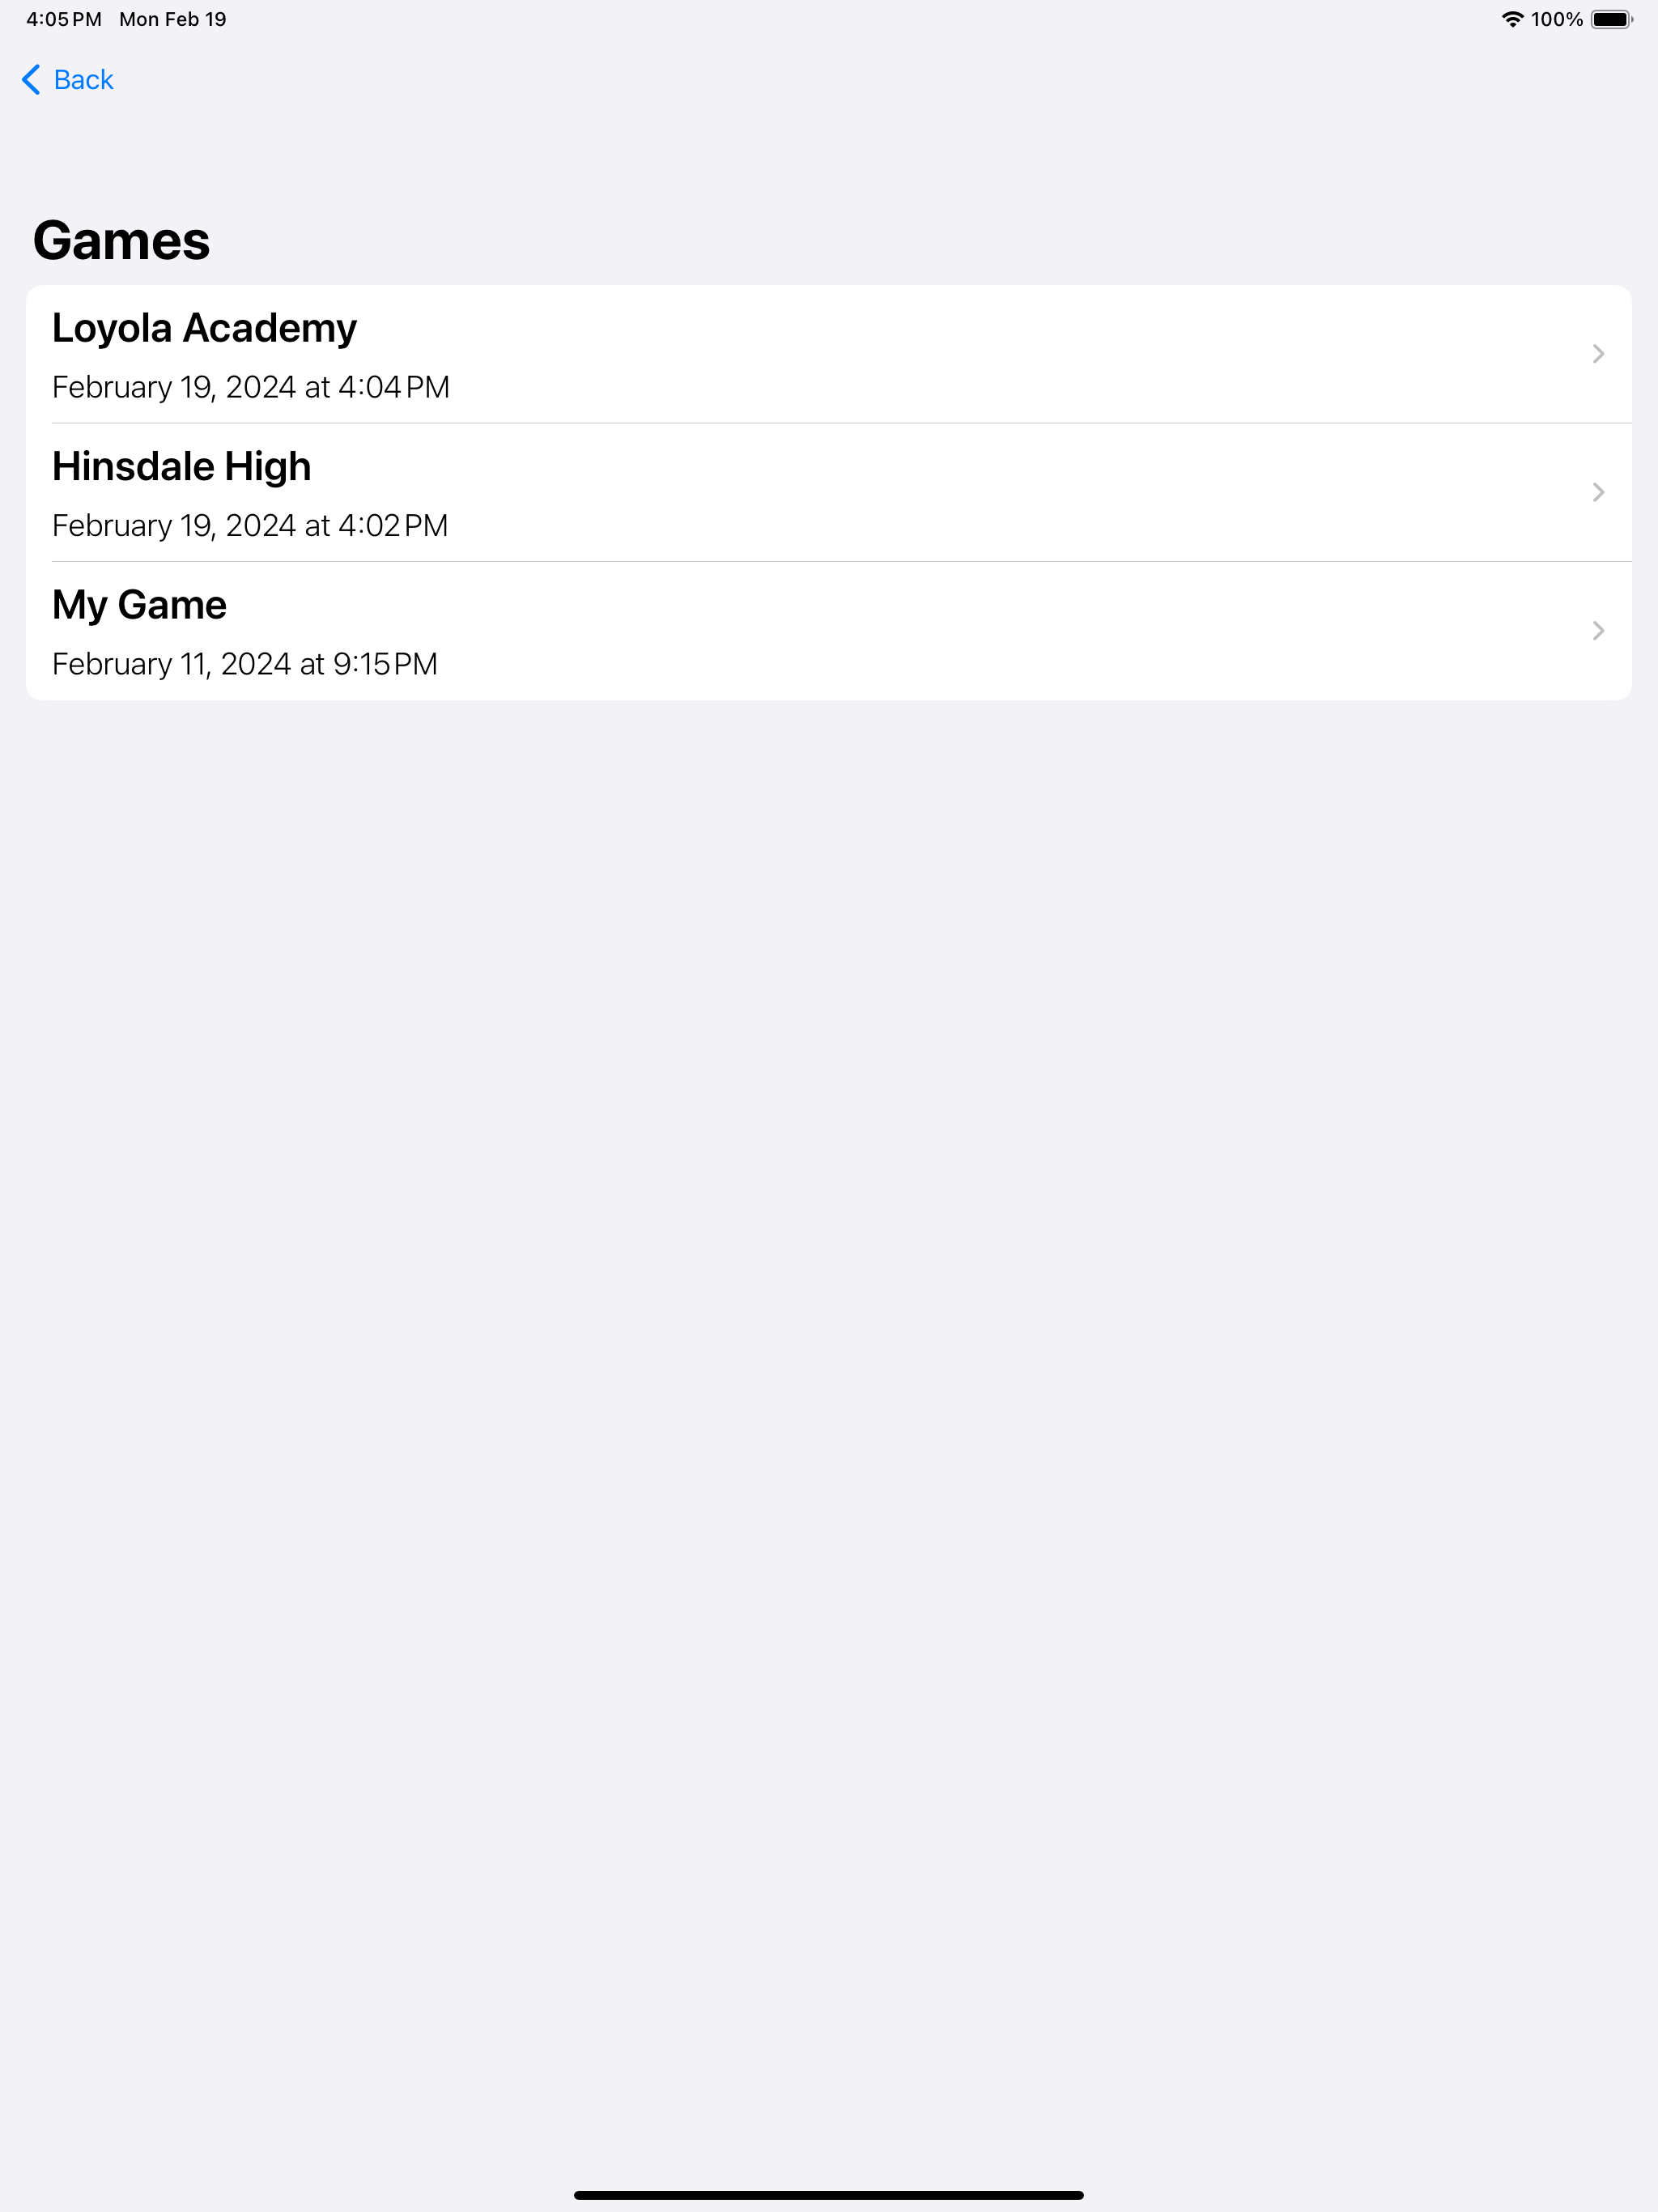 4:05 PM Mon Feb 19
100%
Back
Games
Loyola Academy
February 19, 2024 at 4:04 PM
Hinsdale High
February 19, 2024 at 4:02 PM
My Game
February 11, 2024 at 9:15 PM